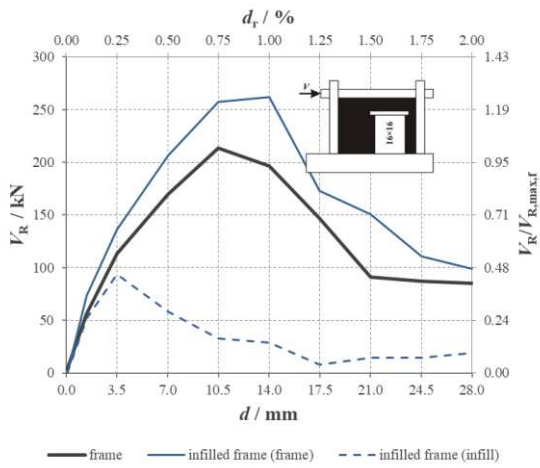 d_r / %
0.00 0.25 0.50 0.75 1.00 1.25 1.50 1.75 2.00
300 1.43
250 1.19
200 0.95
150 0.71
100 0.48
50 0.24
0 0.00
V_R / kN
V_R/V_R,max,f
V
16×16
0.0 3.5 7.0 10.5 14.0 17.5 21.0 24.5 28.0
d / mm
frame infilled frame (frame) infilled frame (infill)